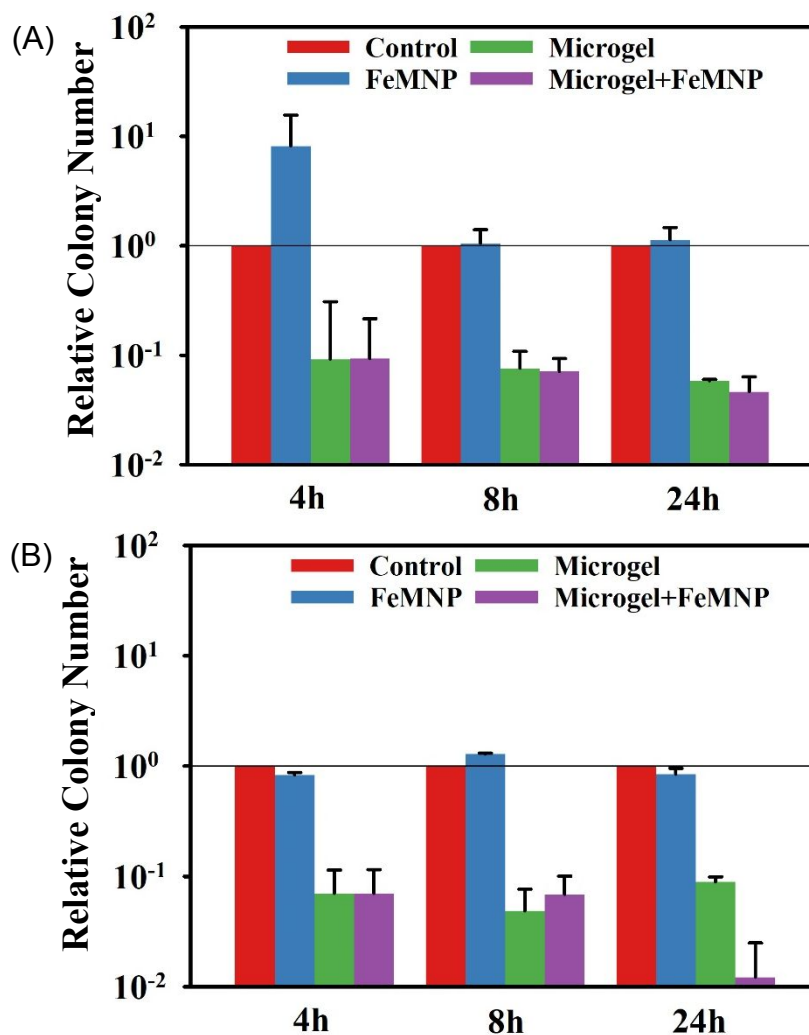 (A)
Relative Colony Number
10²
10¹
10⁰
10⁻¹
10⁻²
Control Microgel
FeMNP Microgel+FeMNP
4h 8h 24h
(B)
Relative Colony Number
10²
10¹
10⁰
10⁻¹
10⁻²
Control Microgel
FeMNP Microgel+FeMNP
4h 8h 24h